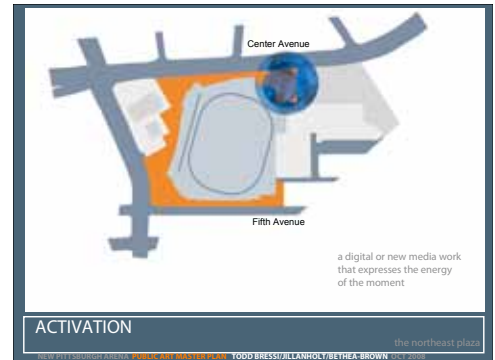 Center Avenue
Fifth Avenue
a digital or new media work
that expresses the energy
of the moment
ACTIVATION
the northeast plaza
NEW PITTSBURGH ARENA PUBLIC ART MASTER PLAN TODD BRESSI/JILLANHOLT/BETHEA-BROWN OCT 2008